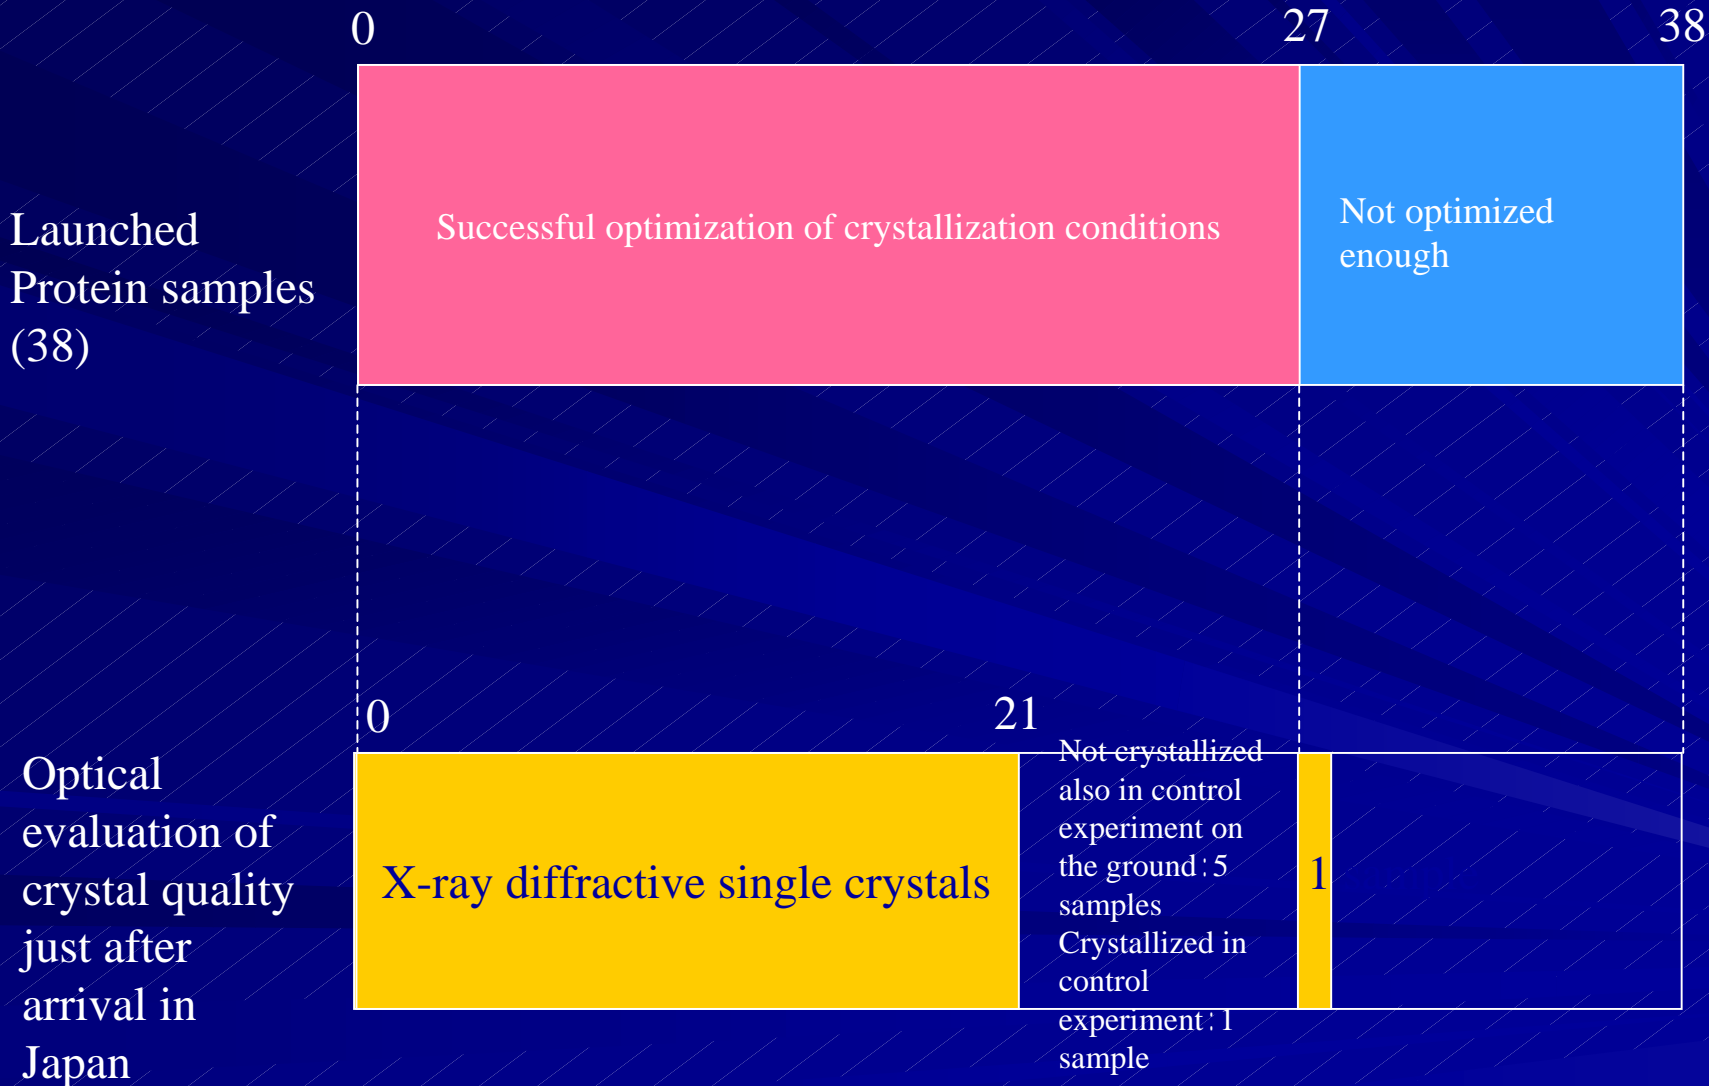 0
27
38
Launched
Protein samples
(38)
Successful optimization of crystallization conditions
Not optimized
enough
0
21
Optical
evaluation of
crystal quality
just after
arrival in
Japan
X-ray diffractive single crystals
Not crystallized
also in control
experiment on
the ground:5
samples
Crystallized in
control
experiment:1
sample
1